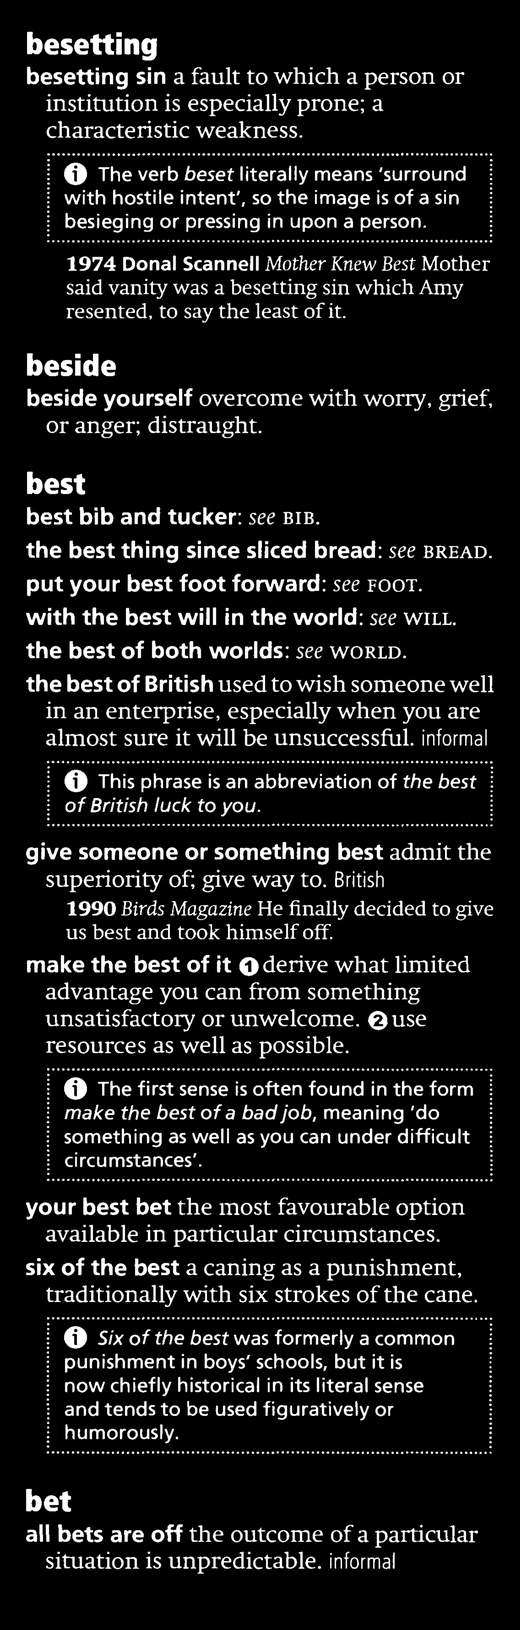 besetting
besetting sin a fault to which a person or
institution is especially prone; a
characteristic weakness.
ⓘ The verb beset literally means ‘surround
with hostile intent’, so the image is of a sin
besieging or pressing in upon a person.
1974 Donal Scannell Mother Knew Best Mother
said vanity was a besetting sin which Amy
resented, to say the least of it.
beside
beside yourself overcome with worry, grief,
or anger; distraught.
best
best bib and tucker: see BIB.
the best thing since sliced bread: see BREAD.
put your best foot forward: see FOOT.
with the best will in the world: see WILL.
the best of both worlds: see WORLD.
the best of British used to wish someone well
in an enterprise, especially when you are
almost sure it will be unsuccessful. informal
ⓘ This phrase is an abbreviation of the best
of British luck to you.
give someone or something best admit the
superiority of; give way to. British
1990 Birds Magazine He finally decided to give
us best and took himself off.
make the best of it ❶ derive what limited
advantage you can from something
unsatisfactory or unwelcome. ❷ use
resources as well as possible.
ⓘ The first sense is often found in the form
make the best of a bad job, meaning ‘do
something as well as you can under difficult
circumstances’.
your best bet the most favourable option
available in particular circumstances.
six of the best a caning as a punishment,
traditionally with six strokes of the cane.
ⓘ Six of the best was formerly a common
punishment in boys’ schools, but it is
now chiefly historical in its literal sense
and tends to be used figuratively or
humorously.
bet
all bets are off the outcome of a particular
situation is unpredictable. informal